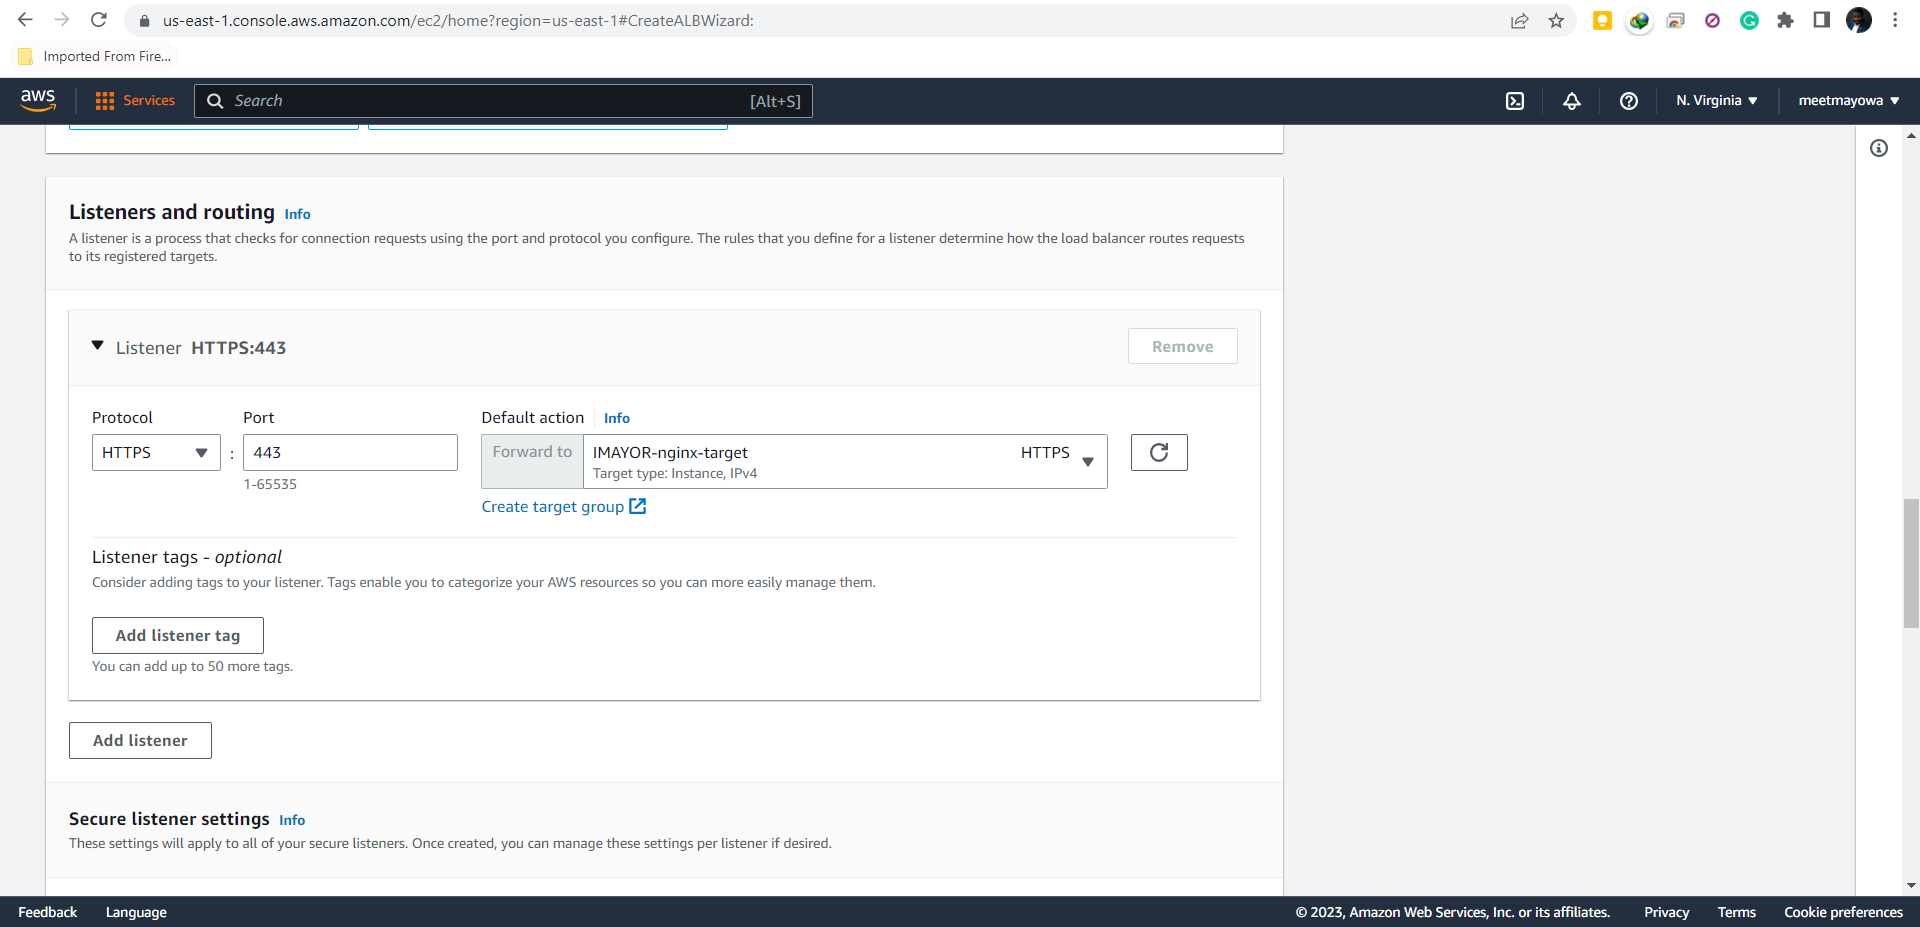 us-east-1.console.aws.amazon.com/ec2/home?region=us-east-1#CreateALBWizard:
Imported From Fire...
aws
Services
Search
[Alt+S]
N. Virginia
meetmayowa
Listeners and routing Info
A listener is a process that checks for connection requests using the port and protocol you configure. The rules that you define for a listener determine how the load balancer routes requests
to its registered targets.
Listener HTTPS:443
Remove
Protocol
Port
Default action
Info
HTTPS
:
443
Forward to
IMAYOR-nginx-target
HTTPS
Target type: Instance, IPv4
1-65535
Create target group
Listener tags - optional
Consider adding tags to your listener. Tags enable you to categorize your AWS resources so you can more easily manage them.
Add listener tag
You can add up to 50 more tags.
Add listener
Secure listener settings Info
These settings will apply to all of your secure listeners. Once created, you can manage these settings per listener if desired.
Feedback
Language
© 2023, Amazon Web Services, Inc. or its affiliates.
Privacy
Terms
Cookie preferences